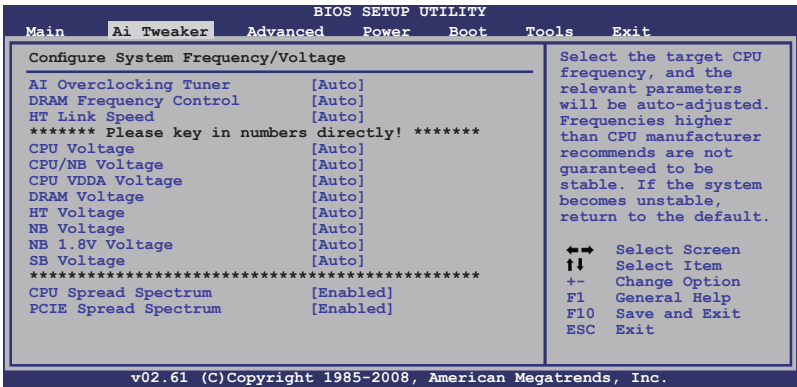 BIOS SETUP UTILITY
Main Ai Tweaker Advanced Power Boot Tools Exit
Configure System Frequency/Voltage
AI Overclocking Tuner [Auto]
DRAM Frequency Control [Auto]
HT Link Speed [Auto]
******* Please key in numbers directly! *******
CPU Voltage [Auto]
CPU/NB Voltage [Auto]
CPU VDDA Voltage [Auto]
DRAM Voltage [Auto]
HT Voltage [Auto]
NB Voltage [Auto]
NB 1.8V Voltage [Auto]
SB Voltage [Auto]
************************************************
CPU Spread Spectrum [Enabled]
PCIE Spread Spectrum [Enabled]
Select the target CPU
frequency, and the
relevant parameters
will be auto-adjusted.
Frequencies higher
than CPU manufacturer
recommends are not
guaranteed to be
stable. If the system
becomes unstable,
return to the default.
←→ Select Screen
↑↓ Select Item
+- Change Option
F1 General Help
F10 Save and Exit
ESC Exit
v02.61 (C)Copyright 1985-2008, American Megatrends, Inc.